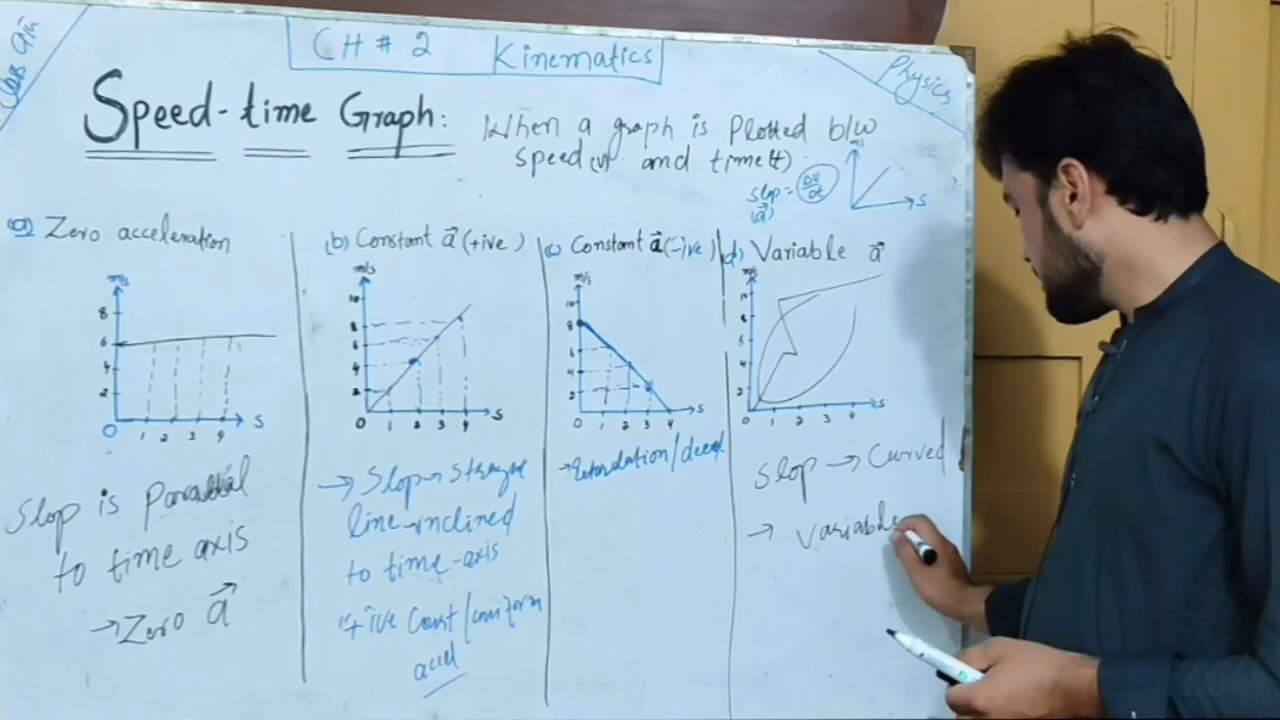 CH # 2 Kinematics
Physics
Speed-time Graph:
When a graph is Plotted b/w
speed(v) and time(t).
m/s
s
slop = Δv/Δt
(a⃗)
(a) Zero acceleration
m/s
8
6
4
2
0 1 2 3 4 s
Slop is Parallal
to time axis
→ Zero a⃗
(b) Constant a⃗ (+ive)
m/s
10
8
6
4
2
0 1 2 3 4 s
→ Slop → straight
line inclined
to time-axis
+ive Const/uniform
accel
(c) Constant a⃗ (-ive)
m/s
10
8
6
4
2
0 1 2 3 4 s
→ Retardation/decel
(d) Variable a⃗
m/s
10
8
6
4
2
0 1 2 3 4 s
Slop → Curved
→ Variable